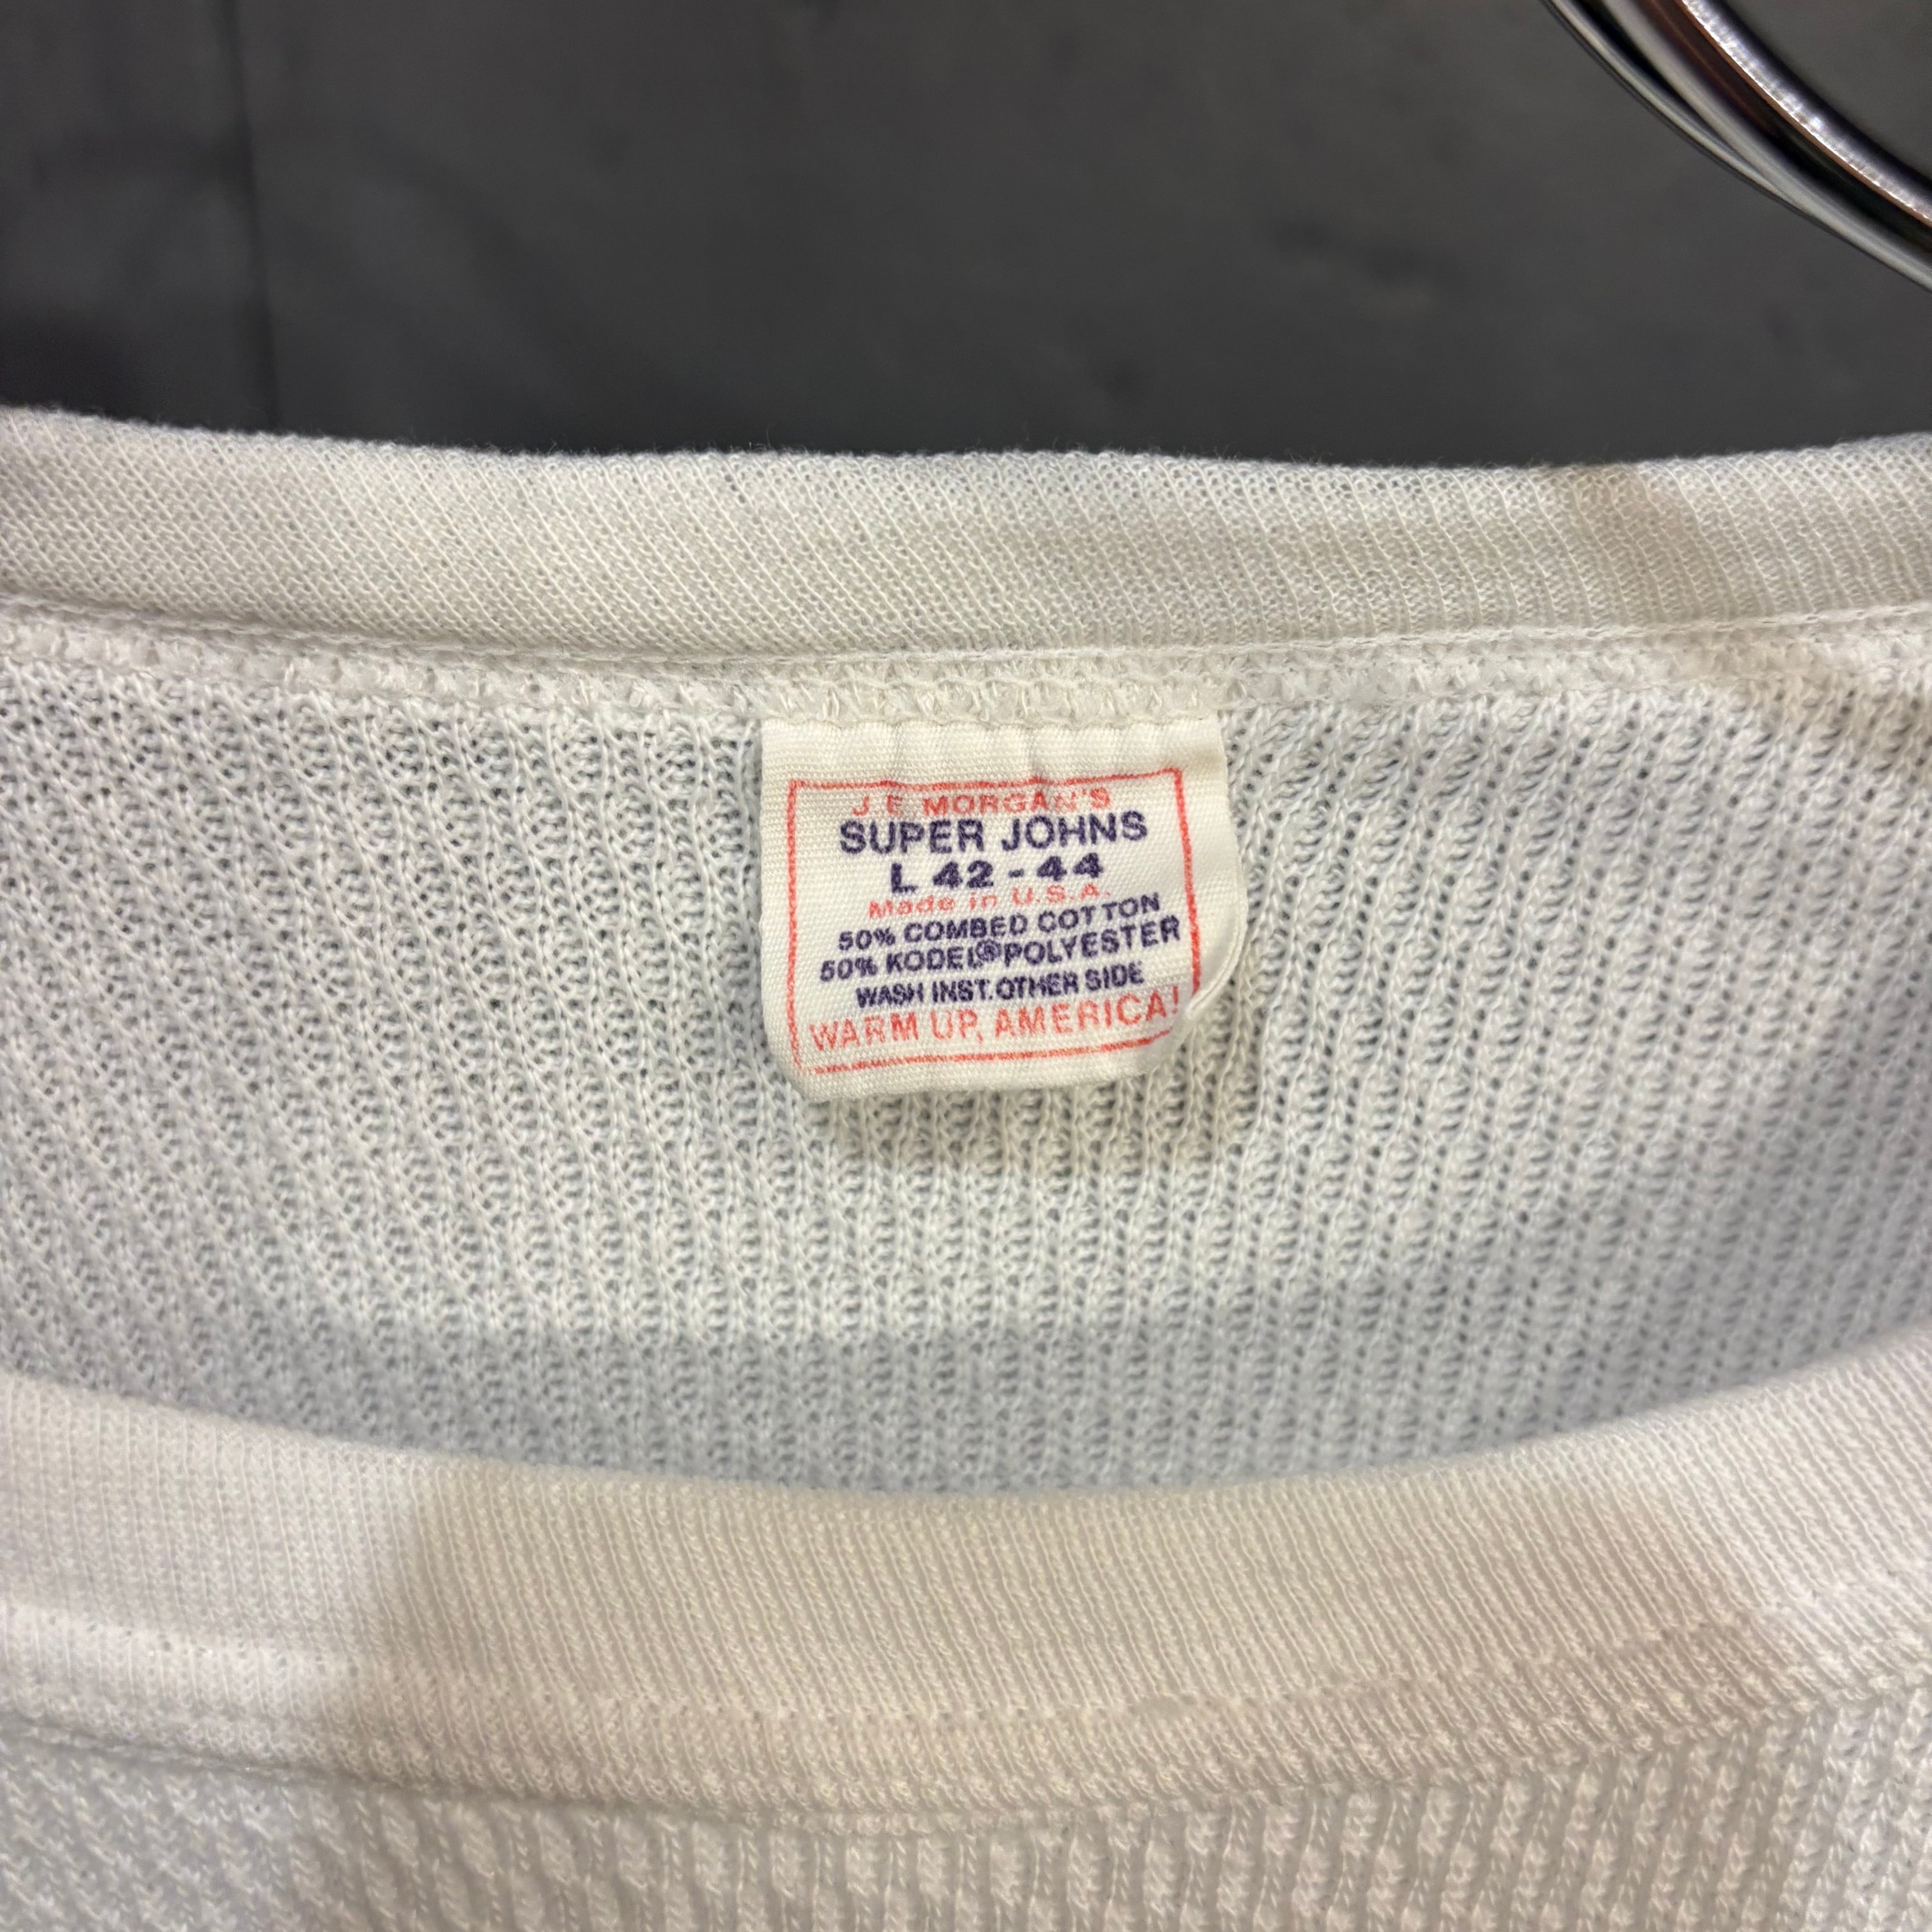 J.E. MORGAN'S
SUPER JOHNS
L 42 - 44
Made in U.S.A.
50% COMBED COTTON
50% KODEL®POLYESTER
WASH INST. OTHER SIDE
WARM UP, AMERICA!